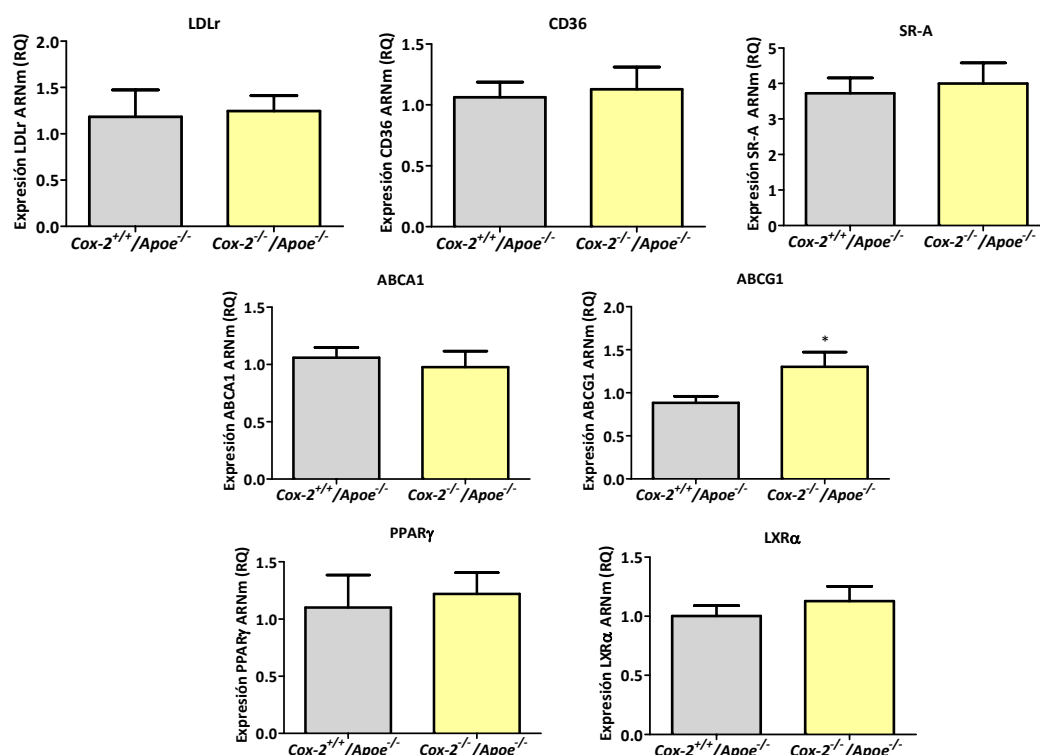 LDLr
Expresión LDLr ARNm (RQ)
2.0
1.5
1.0
0.5
0.0
Cox-2+/+/Apoe-/-
Cox-2-/-/Apoe-/-
CD36
Expresión CD36 ARNm (RQ)
1.5
1.0
0.5
0.0
Cox-2+/+/Apoe-/-
Cox-2-/-/Apoe-/-
SR-A
Expresión SR-A ARNm (RQ)
5
4
3
2
1
0
Cox-2+/+/Apoe-/-
Cox-2-/-/Apoe-/-
ABCA1
Expresión ABCA1 ARNm (RQ)
1.5
1.0
0.5
0.0
Cox-2+/+/Apoe-/-
Cox-2-/-/Apoe-/-
ABCG1
Expresión ABCG1 ARNm (RQ)
2.0
1.5
1.0
0.5
0.0
*
Cox-2+/+/Apoe-/-
Cox-2-/-/Apoe-/-
PPARγ
Expresión PPARγ ARNm (RQ)
1.5
1.0
0.5
0.0
Cox-2+/+/Apoe-/-
Cox-2-/-/Apoe-/-
LXRα
Expresión LXRα ARNm (RQ)
1.5
1.0
0.5
0.0
Cox-2+/+/Apoe-/-
Cox-2-/-/Apoe-/-